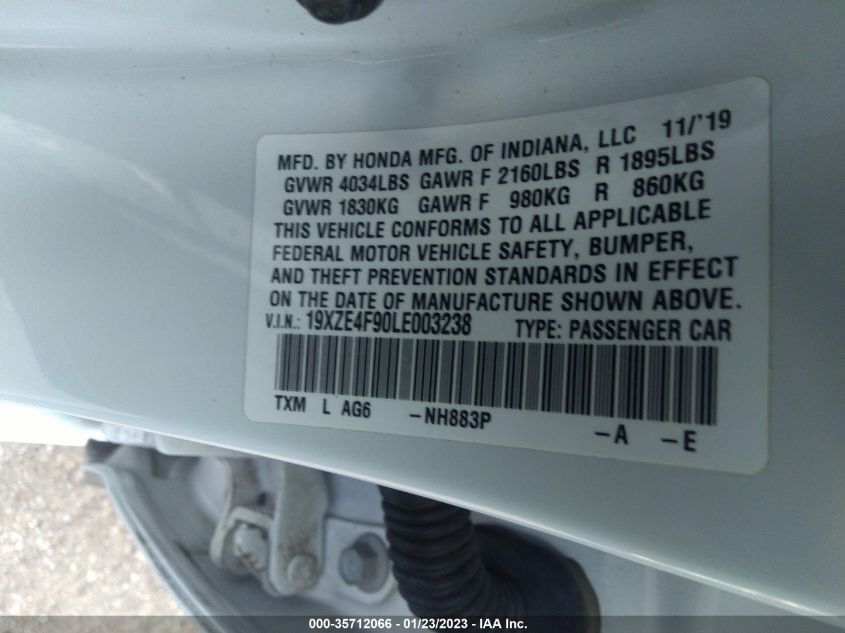 MFD. BY HONDA MFG. OF INDIANA, LLC 11/'19
GVWR 4034LBS GAWR F 2160LBS R 1895LBS
GVWR 1830KG GAWR F 980KG R 860KG
THIS VEHICLE CONFORMS TO ALL APPLICABLE
FEDERAL MOTOR VEHICLE SAFETY, BUMPER,
AND THEFT PREVENTION STANDARDS IN EFFECT
ON THE DATE OF MANUFACTURE SHOWN ABOVE.
V.I.N.: 19XZE4F90LE003238 TYPE: PASSENGER CAR
TXM L AG6 -NH883P -A -E
000-35712066 - 01/23/2023 - IAA Inc.